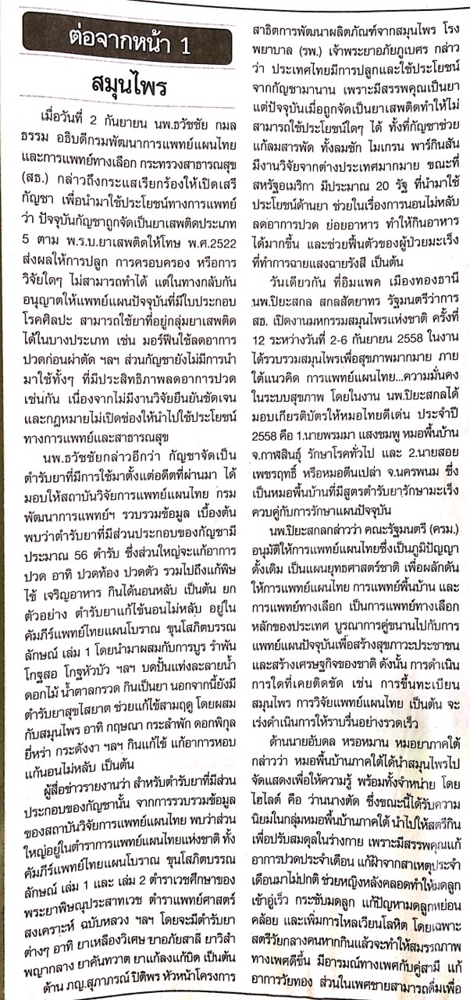 ต่อจากหน้า 1
สมุนไพร
เมื่อวันที่ 2 กันยายน นพ.ธวัชชัย กมล
ธรรม อธิบดีกรมพัฒนาการแพทย์แผนไทย
และการแพทย์ทางเลือก กระทรวงสาธารณสุข
(สธ.) กล่าวถึงกระแสเรียกร้องให้เปิดเสรี
กัญชา เพื่อนำมาใช้ประโยชน์ทางการแพทย์
ว่า ปัจจุบันกัญชาถูกจัดเป็นยาเสพติดประเภท
5 ตาม พ.ร.บ.ยาเสพติดให้โทษ พ.ศ.2522
ส่งผลให้การปลูก การครอบครอง หรือการ
วิจัยใดๆ ไม่สามารถทำได้ แต่ในทางกลับกัน
อนุญาตให้แพทย์แผนปัจจุบันที่มีใบประกอบ
โรคศิลปะ สามารถใช้ยาที่อยู่กลุ่มยาเสพติด
ได้ในบางประเภท เช่น มอร์ฟีนใช้ลดอาการ
ปวดก่อนผ่าตัด ฯลฯ ส่วนกัญชายังไม่มีการนำ
มาใช้ทั้งๆ ที่มีประสิทธิภาพลดอาการปวด
เช่นกัน เนื่องจากไม่มีงานวิจัยยืนยันชัดเจน
และกฎหมายไม่เปิดช่องให้นำไปใช้ประโยชน์
ทางการแพทย์และสาธารณสุข
นพ.ธวัชชัยกล่าวอีกว่า กัญชาจัดเป็น
ตำรับยาที่มีการใช้มาตั้งแต่อดีตที่ผ่านมา ได้
มอบให้สถาบันวิจัยการแพทย์แผนไทย กรม
พัฒนาการแพทย์ฯ รวบรวมข้อมูล เบื้องต้น
พบว่าตำรับยาที่มีส่วนประกอบของกัญชามี
ประมาณ 56 ตำรับ ซึ่งส่วนใหญ่จะแก้อาการ
ปวด อาทิ ปวดท้อง ปวดตัว รวมไปถึงแก้พิษ
ไข้ เจริญอาหาร กินได้นอนหลับ เป็นต้น ยก
ตัวอย่าง ตำรับยาแก้ไข้นอนไม่หลับ อยู่ใน
คัมภีร์แพทย์ไทยแผนโบราณ ขุนโสภิตบรรณ
ลักษณ์ เล่ม 1 โดยนำมาผสมกับการบูร รำพัน
โกฐสอ โกฐหัวบัว ฯลฯ บดปั้นแท่งละลายน้ำ
ดอกไม้ น้ำตาลกรวด กินเป็นยา นอกจากนี้ยังมี
ตำรับยาสุขไสยาต ช่วยแก้ไข้สามฤดู โดยผสม
กับสมุนไพร อาทิ กฤษณา กระลำพัก ดอกพิกุล
ยี่หร่า กระดังงา ฯลฯ กินแก้ไข้ แก้อาการหอบ
แก้นอนไม่หลับ เป็นต้น
ผู้สื่อข่าวรายงานว่า สำหรับตำรับยาที่มีส่วน
ประกอบของกัญชานั้น จากการรวบรวมข้อมูล
ของสถาบันวิจัยการแพทย์แผนไทย พบว่าส่วน
ใหญ่อยู่ในตำราการแพทย์ไทยแห่งชาติ ทั้ง
คัมภีร์แพทย์ไทยแผนโบราณ ขุนโสภิตบรรณ
ลักษณ์ เล่ม 1 และ เล่ม 2 ตำราเวชศึกษาของ
พระยาพิษณุประสาทเวช ตำราแพทย์ศาสตร์
สงเคราะห์ ฉบับหลวง ฯลฯ โดยจะมีตำรับยา
ต่างๆ อาทิ ยาเหลืองวิเศษ ยาอภัยสาลี ยาวิสำ
พญากลาง ยาคันทวาต ยาแก้ลงแก้บิด เป็นต้น
ด้าน ภญ.สุภาภรณ์ ปิติพร หัวหน้าโครงการ
สาธิตการพัฒนาผลิตภัณฑ์จากสมุนไพร โรง
พยาบาล (รพ.) เจ้าพระยาอภัยภูเบศร กล่าว
ว่า ประเทศไทยมีการปลูกและใช้ประโยชน์
จากกัญชามานาน เพราะมีสรรพคุณเป็นยา
แต่ปัจจุบันเมื่อถูกจัดเป็นยาเสพติดทำให้ไม่
สามารถใช้ประโยชน์ใดๆ ได้ ทั้งที่กัญชาช่วย
แก้ลมสารพัด ทั้งลมชัก ไมเกรน พาร์กินสัน
มีงานวิจัยจากต่างประเทศมากมาย ขณะที่
สหรัฐอเมริกา มีประมาณ 20 รัฐ ที่นำมาใช้
ประโยชน์ด้านยา ช่วยในเรื่องการนอนไม่หลับ
ลดอาการปวด ย่อยอาหาร ทำให้กินอาหาร
ได้มากขึ้น และช่วยฟื้นตัวของผู้ป่วยมะเร็ง
ที่ทำการฉายแสงฉายรังสี เป็นต้น
วันเดียวกัน ที่อิมแพค เมืองทองธานี
นพ.ปิยะสกล สกลสัตยาทร รัฐมนตรีว่าการ
สธ. เปิดงานมหกรรมสมุนไพรแห่งชาติ ครั้งที่
12 ระหว่างวันที่ 2-6 กันยายน 2558 ในงาน
ได้รวบรวมสมุนไพรเพื่อสุขภาพมากมาย ภาย
ใต้แนวคิด การแพทย์แผนไทย...ความมั่นคง
ในระบบสุขภาพ โดยในงาน นพ.ปิยะสกลได้
มอบเกียรติบัตรให้หมอไทยดีเด่น ประจำปี
2558 คือ 1.นายพรมมา แสงชมพู หมอพื้นบ้าน
จ.กาฬสินธุ์ รักษาโรคทั่วไป และ 2.นายสอย
เพชรฤทธิ์ หรือหมอตีนเปล่า จ.นครพนม ซึ่ง
เป็นหมอพื้นบ้านที่มีสูตรตำรับยารักษามะเร็ง
ควบคู่กับการรักษาแผนปัจจุบัน
นพ.ปิยะสกลกล่าวว่า คณะรัฐมนตรี (ครม.)
อนุมัติให้การแพทย์แผนไทยซึ่งเป็นภูมิปัญญา
ดั้งเดิม เป็นแผนยุทธศาสตร์ชาติ เพื่อผลักดัน
ให้การแพทย์แผนไทย การแพทย์พื้นบ้าน และ
การแพทย์ทางเลือก เป็นการแพทย์ทางเลือก
หลักของประเทศ บูรณาการคู่ขนานไปกับการ
แพทย์แผนปัจจุบันเพื่อสร้างสุขภาวะประชาชน
และสร้างเศรษฐกิจของชาติ ดังนั้น การดำเนิน
การใดที่เคยติดขัด เช่น การขึ้นทะเบียน
สมุนไพร การวิจัยแพทย์แผนไทย เป็นต้น จะ
เร่งดำเนินการให้ราบรื่นอย่างรวดเร็ว
ด้านนายอับดล หรอหมาน หมอยาภาคใต้
กล่าวว่า หมอพื้นบ้านภาคใต้ได้นำสมุนไพรไป
จัดแสดงเพื่อให้ความรู้ พร้อมทั้งจำหน่าย โดย
ไฮไลต์ คือ ว่านนางตัด ซึ่งขณะนี้ได้รับความ
นิยมในกลุ่มหมอพื้นบ้านภาคใต้ นำไปให้สตรีกิน
เพื่อปรับสมดุลในร่างกาย เพราะมีสรรพคุณแก้
อาการปวดประจำเดือน แก้ฝ้าจากสาเหตุประจำ
เดือนมาไม่ปกติ ช่วยหญิงหลังคลอดทำให้มดลูก
เข้าอู่เร็ว กระชับมดลูก แก้ปัญหามดลูกหย่อน
คล้อย และเพิ่มการไหลเวียนโลหิต โดยเฉพาะ
สตรีวัยกลางคนหากกินแล้วจะทำให้สมรรถภาพ
ทางเพศดีขึ้น มีอารมณ์ทางเพศกับคู่สามี แก้
อาการวัยทอง ส่วนในเพศชายสามารถดื่มเพื่อ